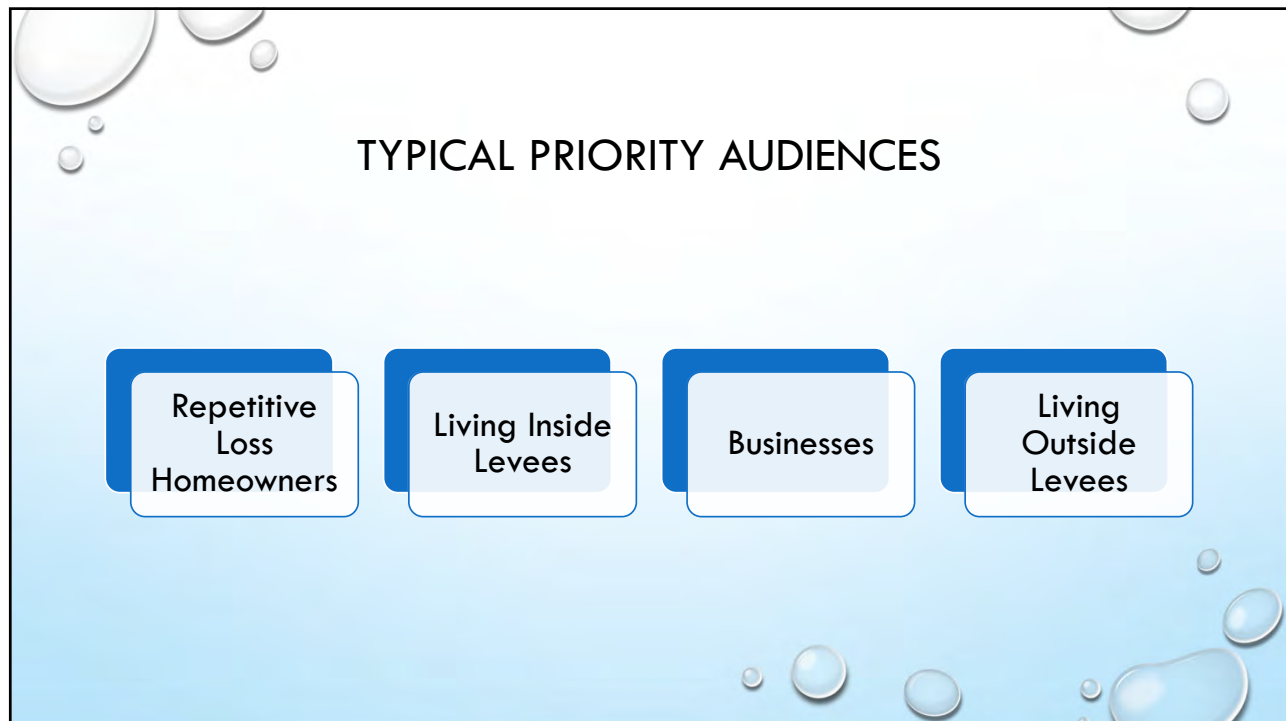 TYPICAL PRIORITY AUDIENCES
Repetitive
Loss
Homeowners
Living Inside
Levees
Businesses
Living
Outside
Levees